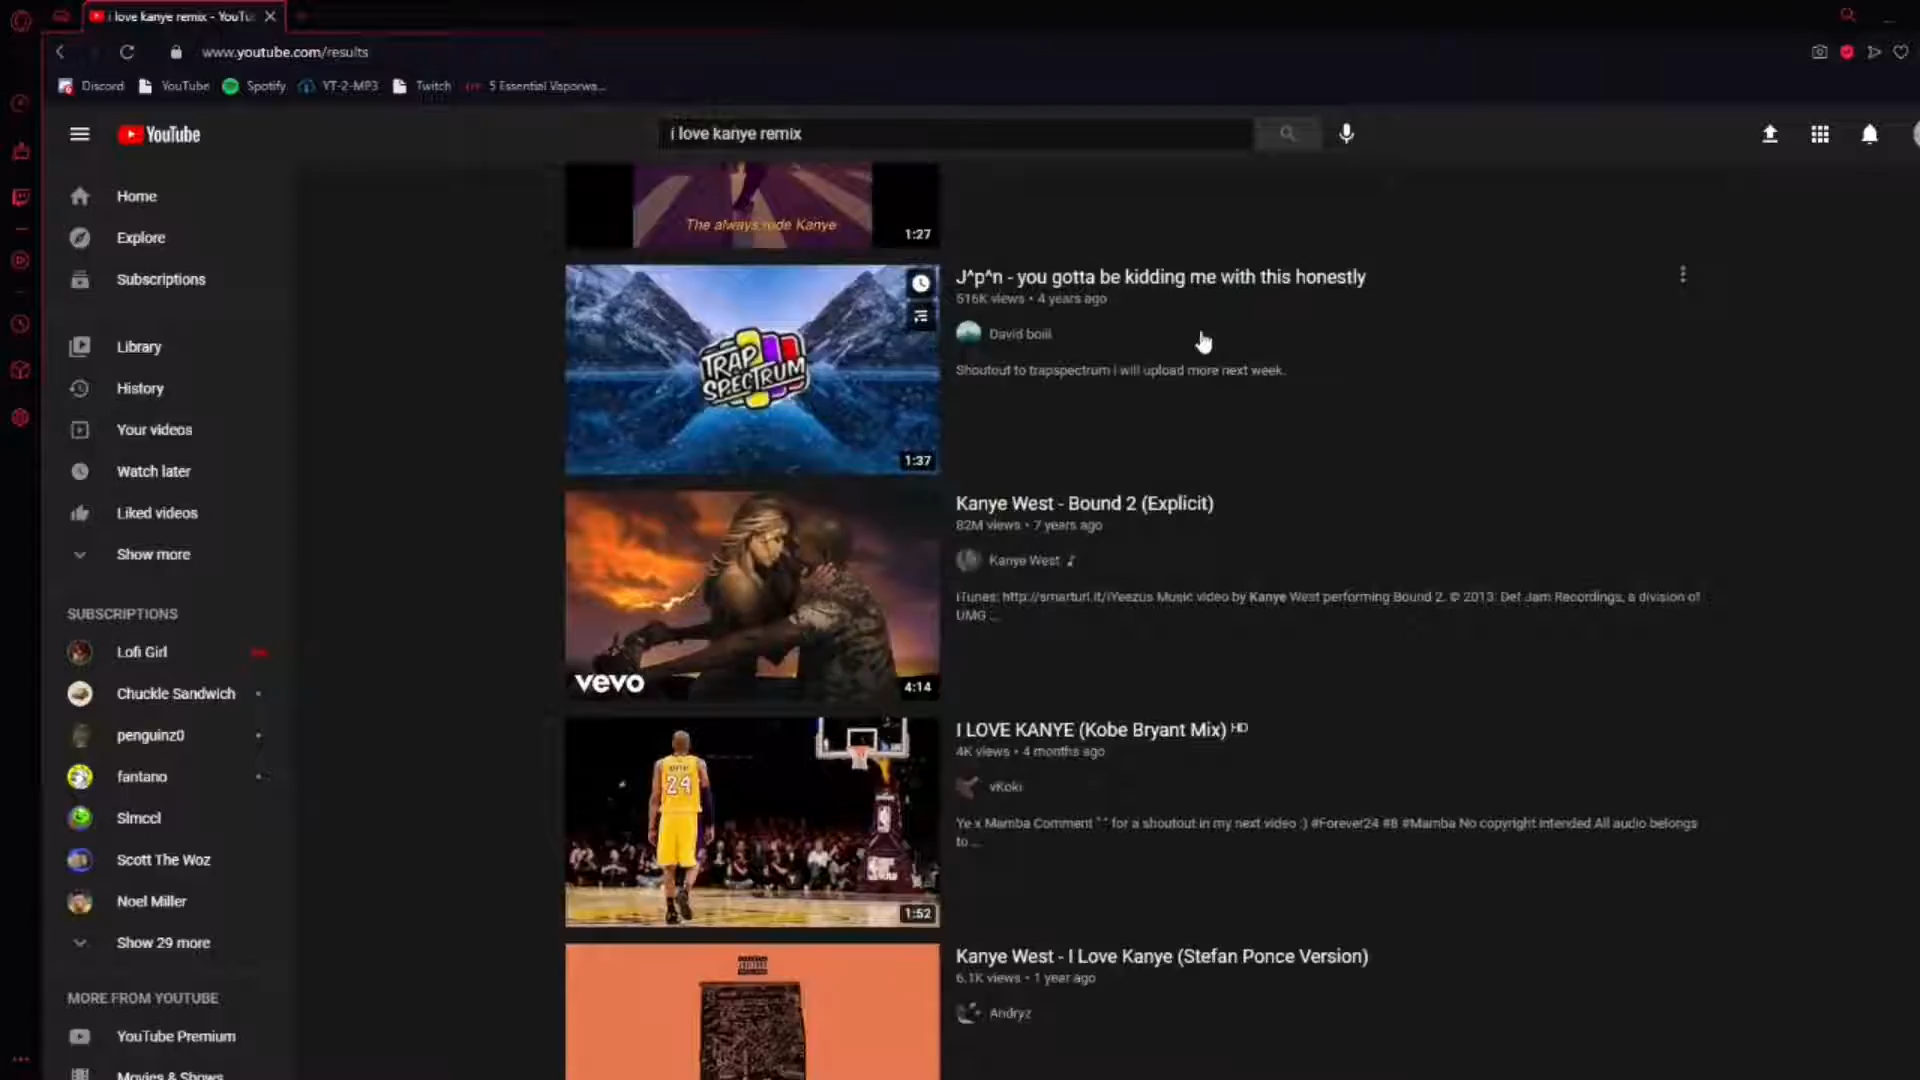 i love kanye remix - YouTu
www.youtube.com/results
Discord
YouTube
Spotify
YT-2-MP3
Twitch
5 Essential Vaporwa...
YouTube
i love kanye remix
Home
Explore
Subscriptions
Library
History
Your videos
Watch later
Liked videos
Show more
SUBSCRIPTIONS
Lofi Girl
Chuckle Sandwich
penguinz0
fantano
Slmccl
Scott The Woz
Noel Miller
Show 29 more
MORE FROM YOUTUBE
YouTube Premium
Movies & Shows
The always rude Kanye
1:27
TRAP
SPECTRUM
1:37
J^p^n - you gotta be kidding me with this honestly
516K views • 4 years ago
David boiii
Shoutout to trapspectrum i will upload more next week.
vevo
4:14
Kanye West - Bound 2 (Explicit)
82M views • 7 years ago
Kanye West
iTunes: http://smarturl.it/iYeezus Music video by Kanye West performing Bound 2. © 2013: Def Jam Recordings, a division of
UMG ...
24
1:52
I LOVE KANYE (Kobe Bryant Mix) ᴴᴰ
4K views • 4 months ago
vKoki
Ye x Mamba Comment " " for a shoutout in my next video :) #Forever24 #8 #Mamba No copyright intended All audio belongs
to ...
Kanye West - I Love Kanye (Stefan Ponce Version)
6.1K views • 1 year ago
Andryz